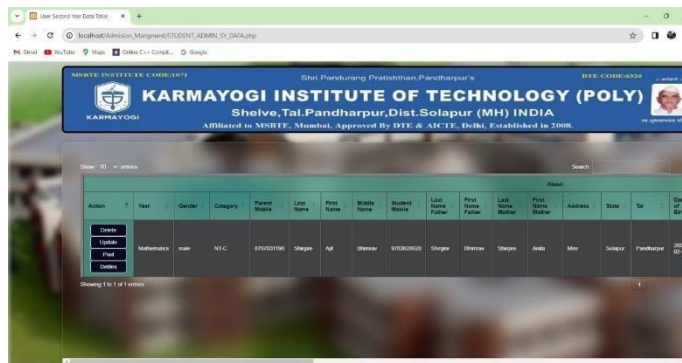 User Second Year Data Table
localhost/Admision_Mangment/STUDENT_ADMIN_SY_DATA.php
Gmail YouTube Maps Online C++ Compil... Google
MSBTE INSTITUTE CODE:1071 Shri Pandurang Pratishthan,Pandharpur's DTE CODE:6320
KARMAYOGI INSTITUTE OF TECHNOLOGY (POLY)
Shelve,Tal.Pandharpur,Dist.Solapur (MH) INDIA
KARMAYOGI
Affiliated to MSBTE, Mumbai, Approved By DTE & AICTE, Delhi, Established in 2008.
Show 10 entries Search
About
Action Year Gender Category Parent Mobile Last Name First Name Middle Name Student Mobile Last Name Father First Name Father Last Name Mother First Name Mother Address State Tal
Delete
Update
Mathematics male NT-C 8767031198 Shirgire Ajit Bhimrav 9763620620 Shirgire Bhimrav Shirgire Anita Solapur Pandharpur
Print
Detiles
Showing 1 to 1 of 1 entries 1